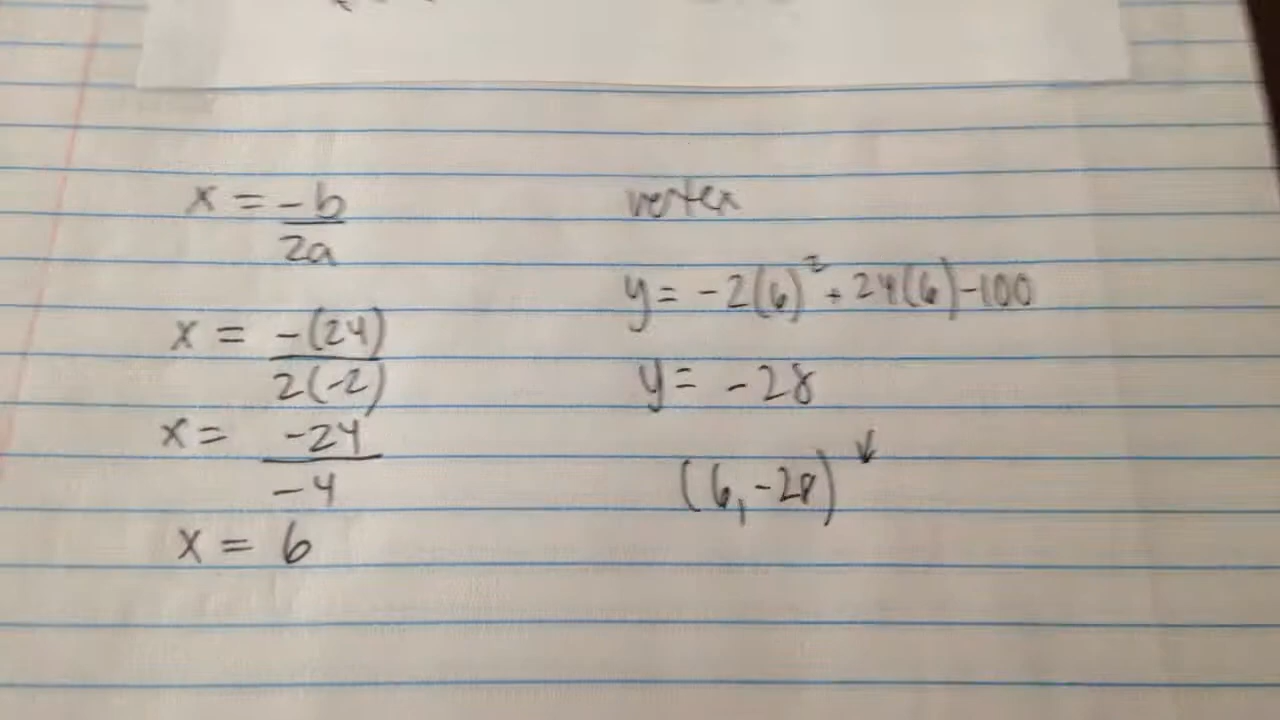 x = -b
2a
x = -(24)
2(-2)
x = -24
-4
x = 6
vertex
y = -2(6)² + 24(6) - 100
y = -28
(6, -28) ↓